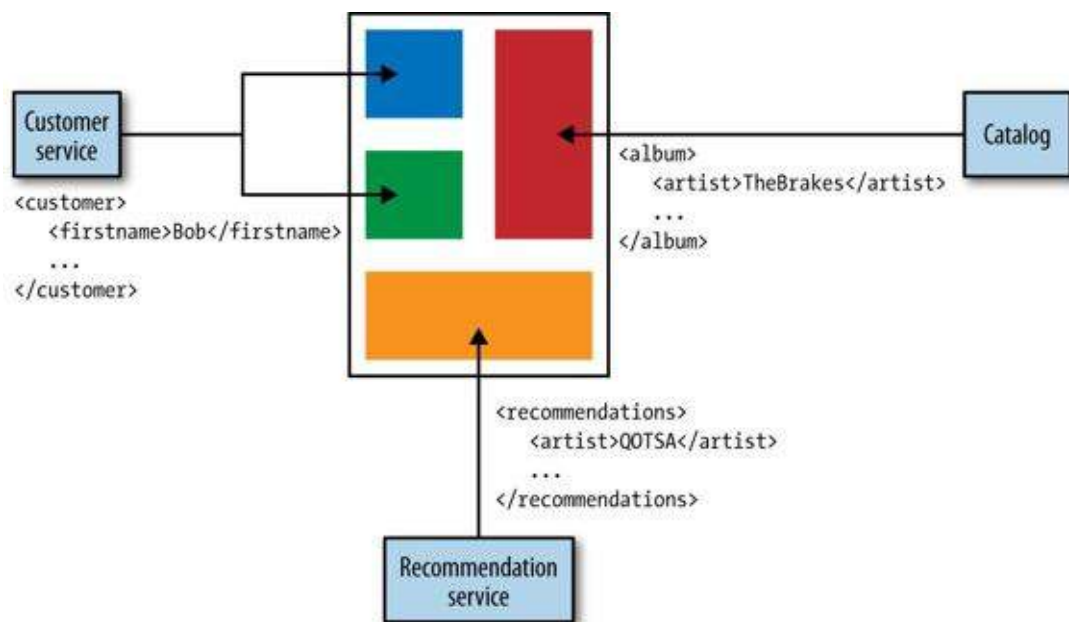 Customer
service
<customer>
<firstname>Bob</firstname>
...
</customer>
Catalog
<album>
<artist>TheBrakes</artist>
...
</album>
<recommendations>
<artist>QOTSA</artist>
...
</recommendations>
Recommendation
service